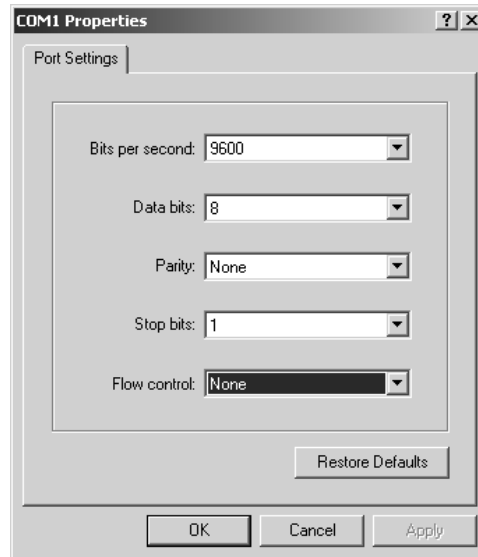 COM1 Properties
Port Settings
Bits per second: 9600
Data bits: 8
Parity: None
Stop bits: 1
Flow control: None
Restore Defaults
OK Cancel Apply